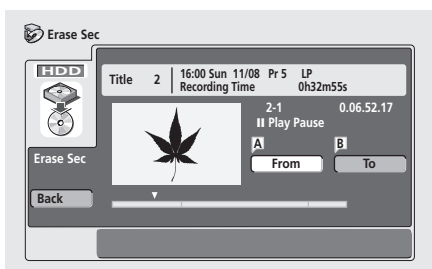 Erase Sec
HDD
Title 2 16:00 Sun 11/08 Pr 5 LP
Recording Time 0h32m55s
2-1 0.06.52.17
Play Pause
A B
From To
Erase Sec
Back